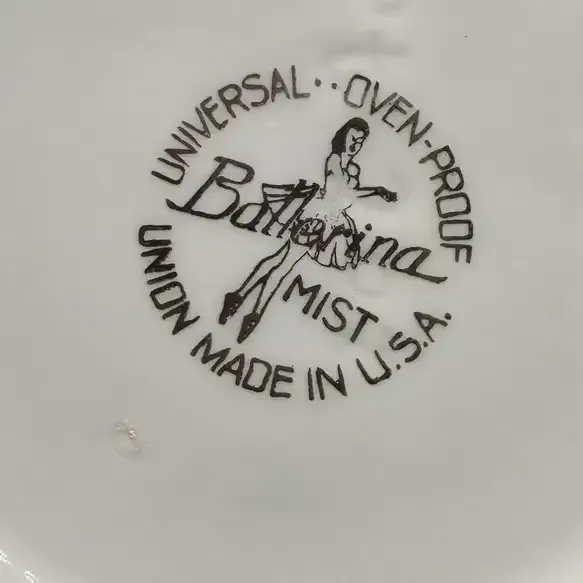 UNIVERSAL·· OVEN-PROOF
Ballerina
MIST
UNION MADE IN U.S.A.